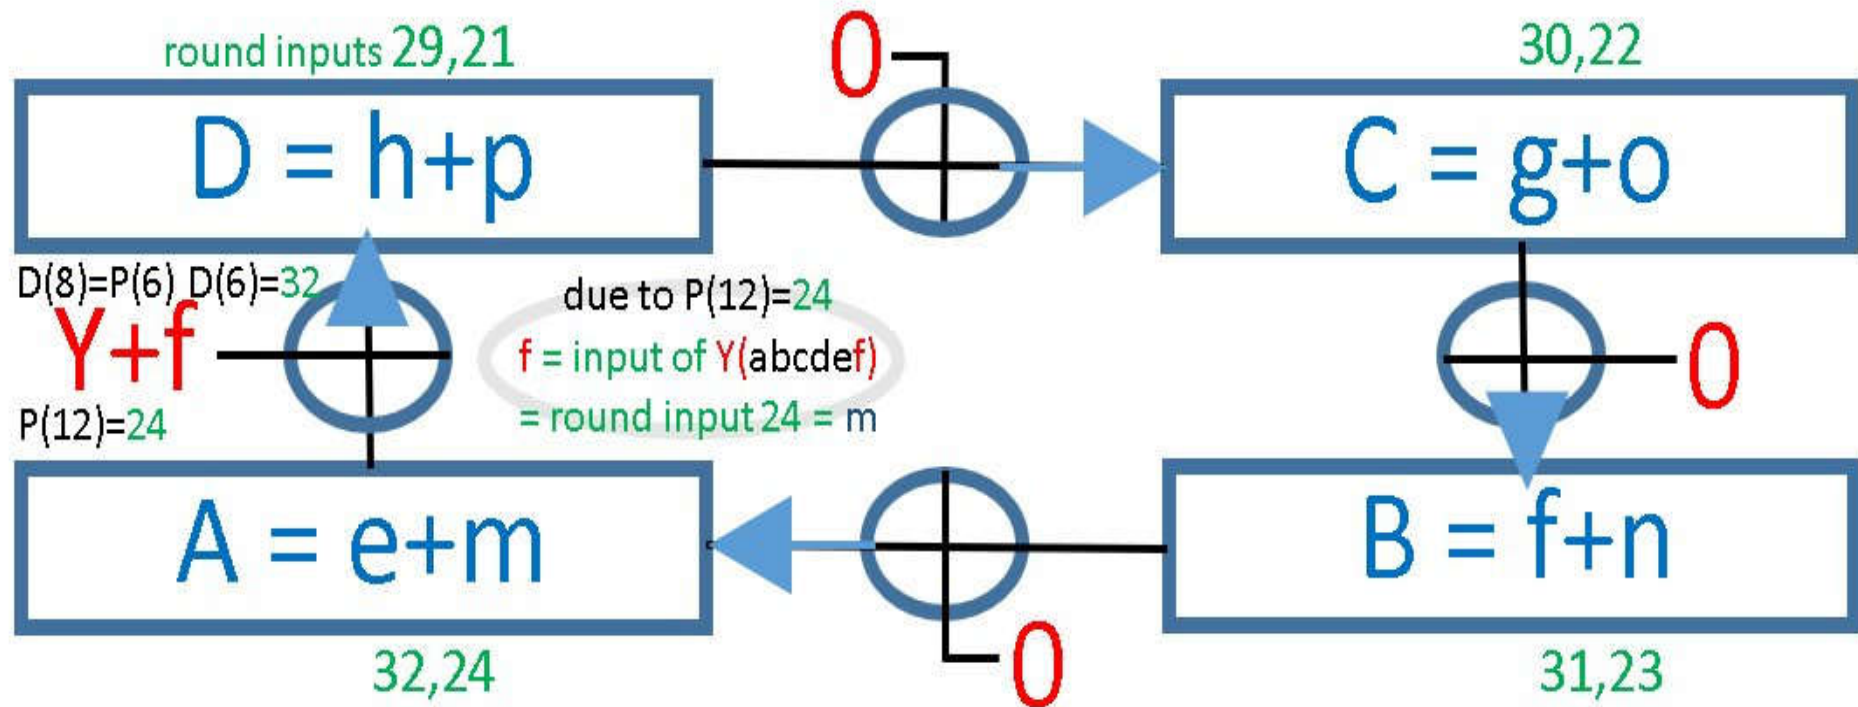 round inputs 29,21
0
30,22
D = h+p
C = g+o
D(8)=P(6) D(6)=32
Y+f
P(12)=24
due to P(12)=24
f = input of Y(abcdef)
= round input 24 = m
0
A = e+m
B = f+n
32,24
0
31,23